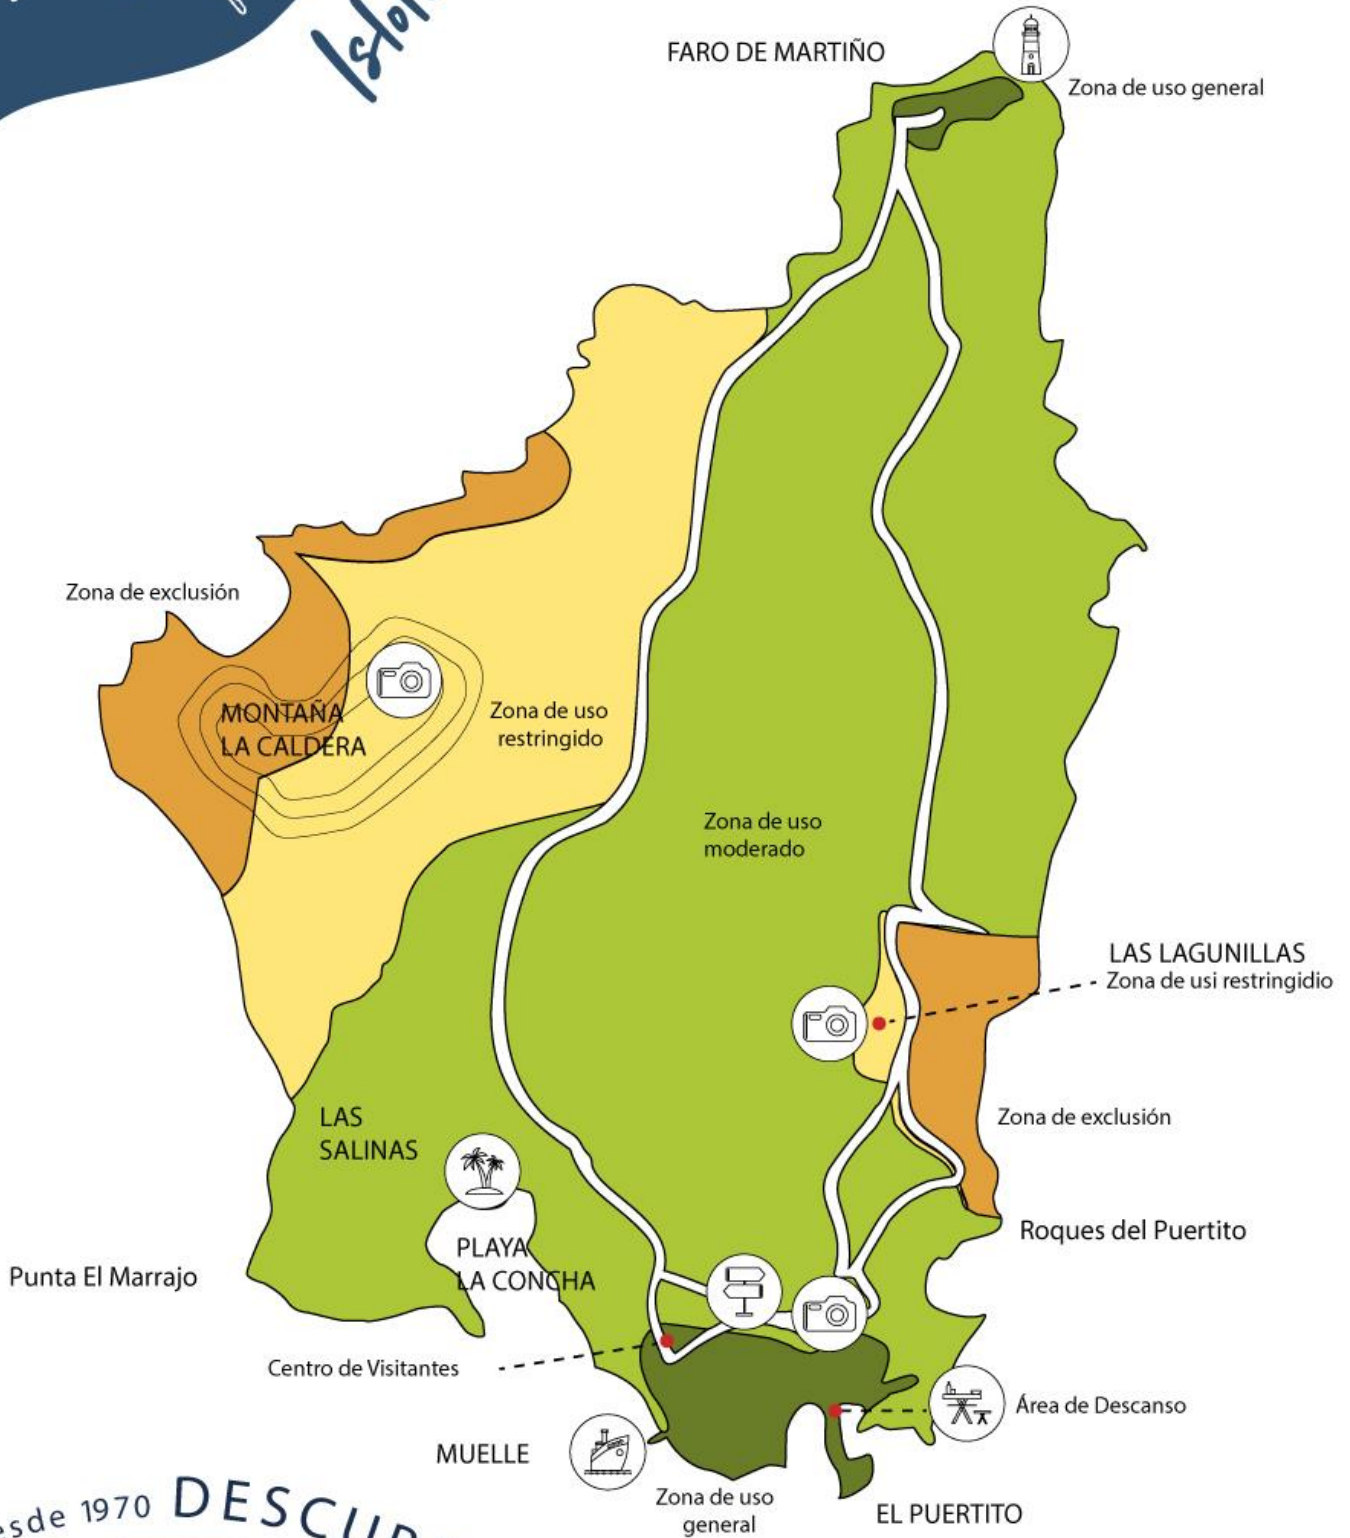 FARO DE MARTIÑO
Zona de uso general
Zona de exclusión
MONTAÑA
LA CALDERA
Zona de uso
restringido
Zona de uso
moderado
LAS LAGUNILLAS
Zona de usi restringidio
LAS
SALINAS
Zona de exclusión
Roques del Puertito
PLAYA
LA CONCHA
Punta El Marrajo
Centro de Visitantes
Área de Descanso
MUELLE
Zona de uso
general
EL PUERTITO
1970